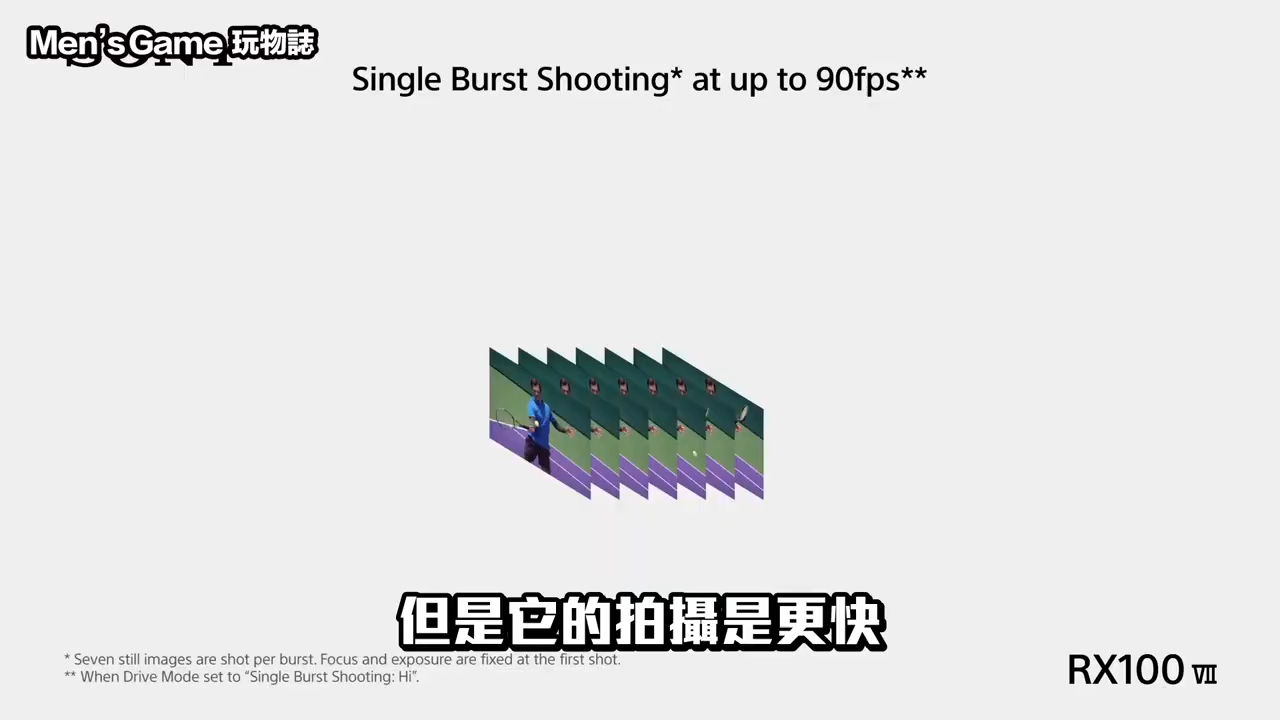 Men'sGame 玩物誌
Single Burst Shooting* at up to 90fps**
但是它的拍攝是更快
* Seven still images are shot per burst. Focus and exposure are fixed at the first shot.
** When Drive Mode set to “Single Burst Shooting: Hi”.
RX100 VII